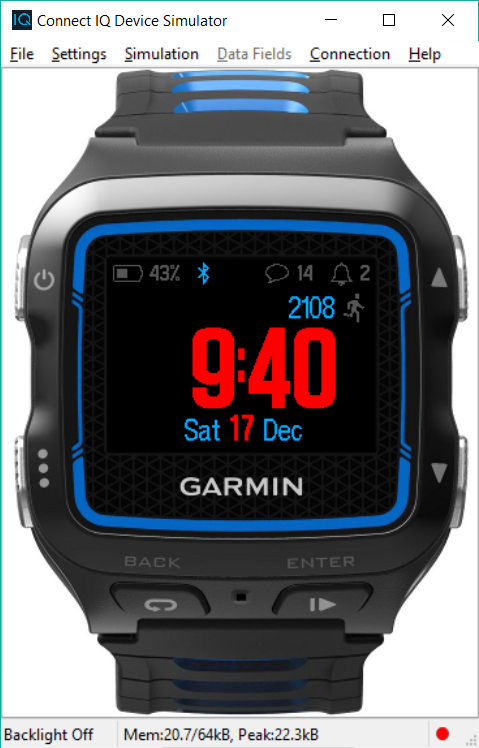 IQ Connect IQ Device Simulator
File Settings Simulation Data Fields Connection Help
43% 14 2
2108
9:40
Sat 17 Dec
GARMIN
BACK ENTER
Backlight Off Mem:20.7/64kB, Peak:22.3kB